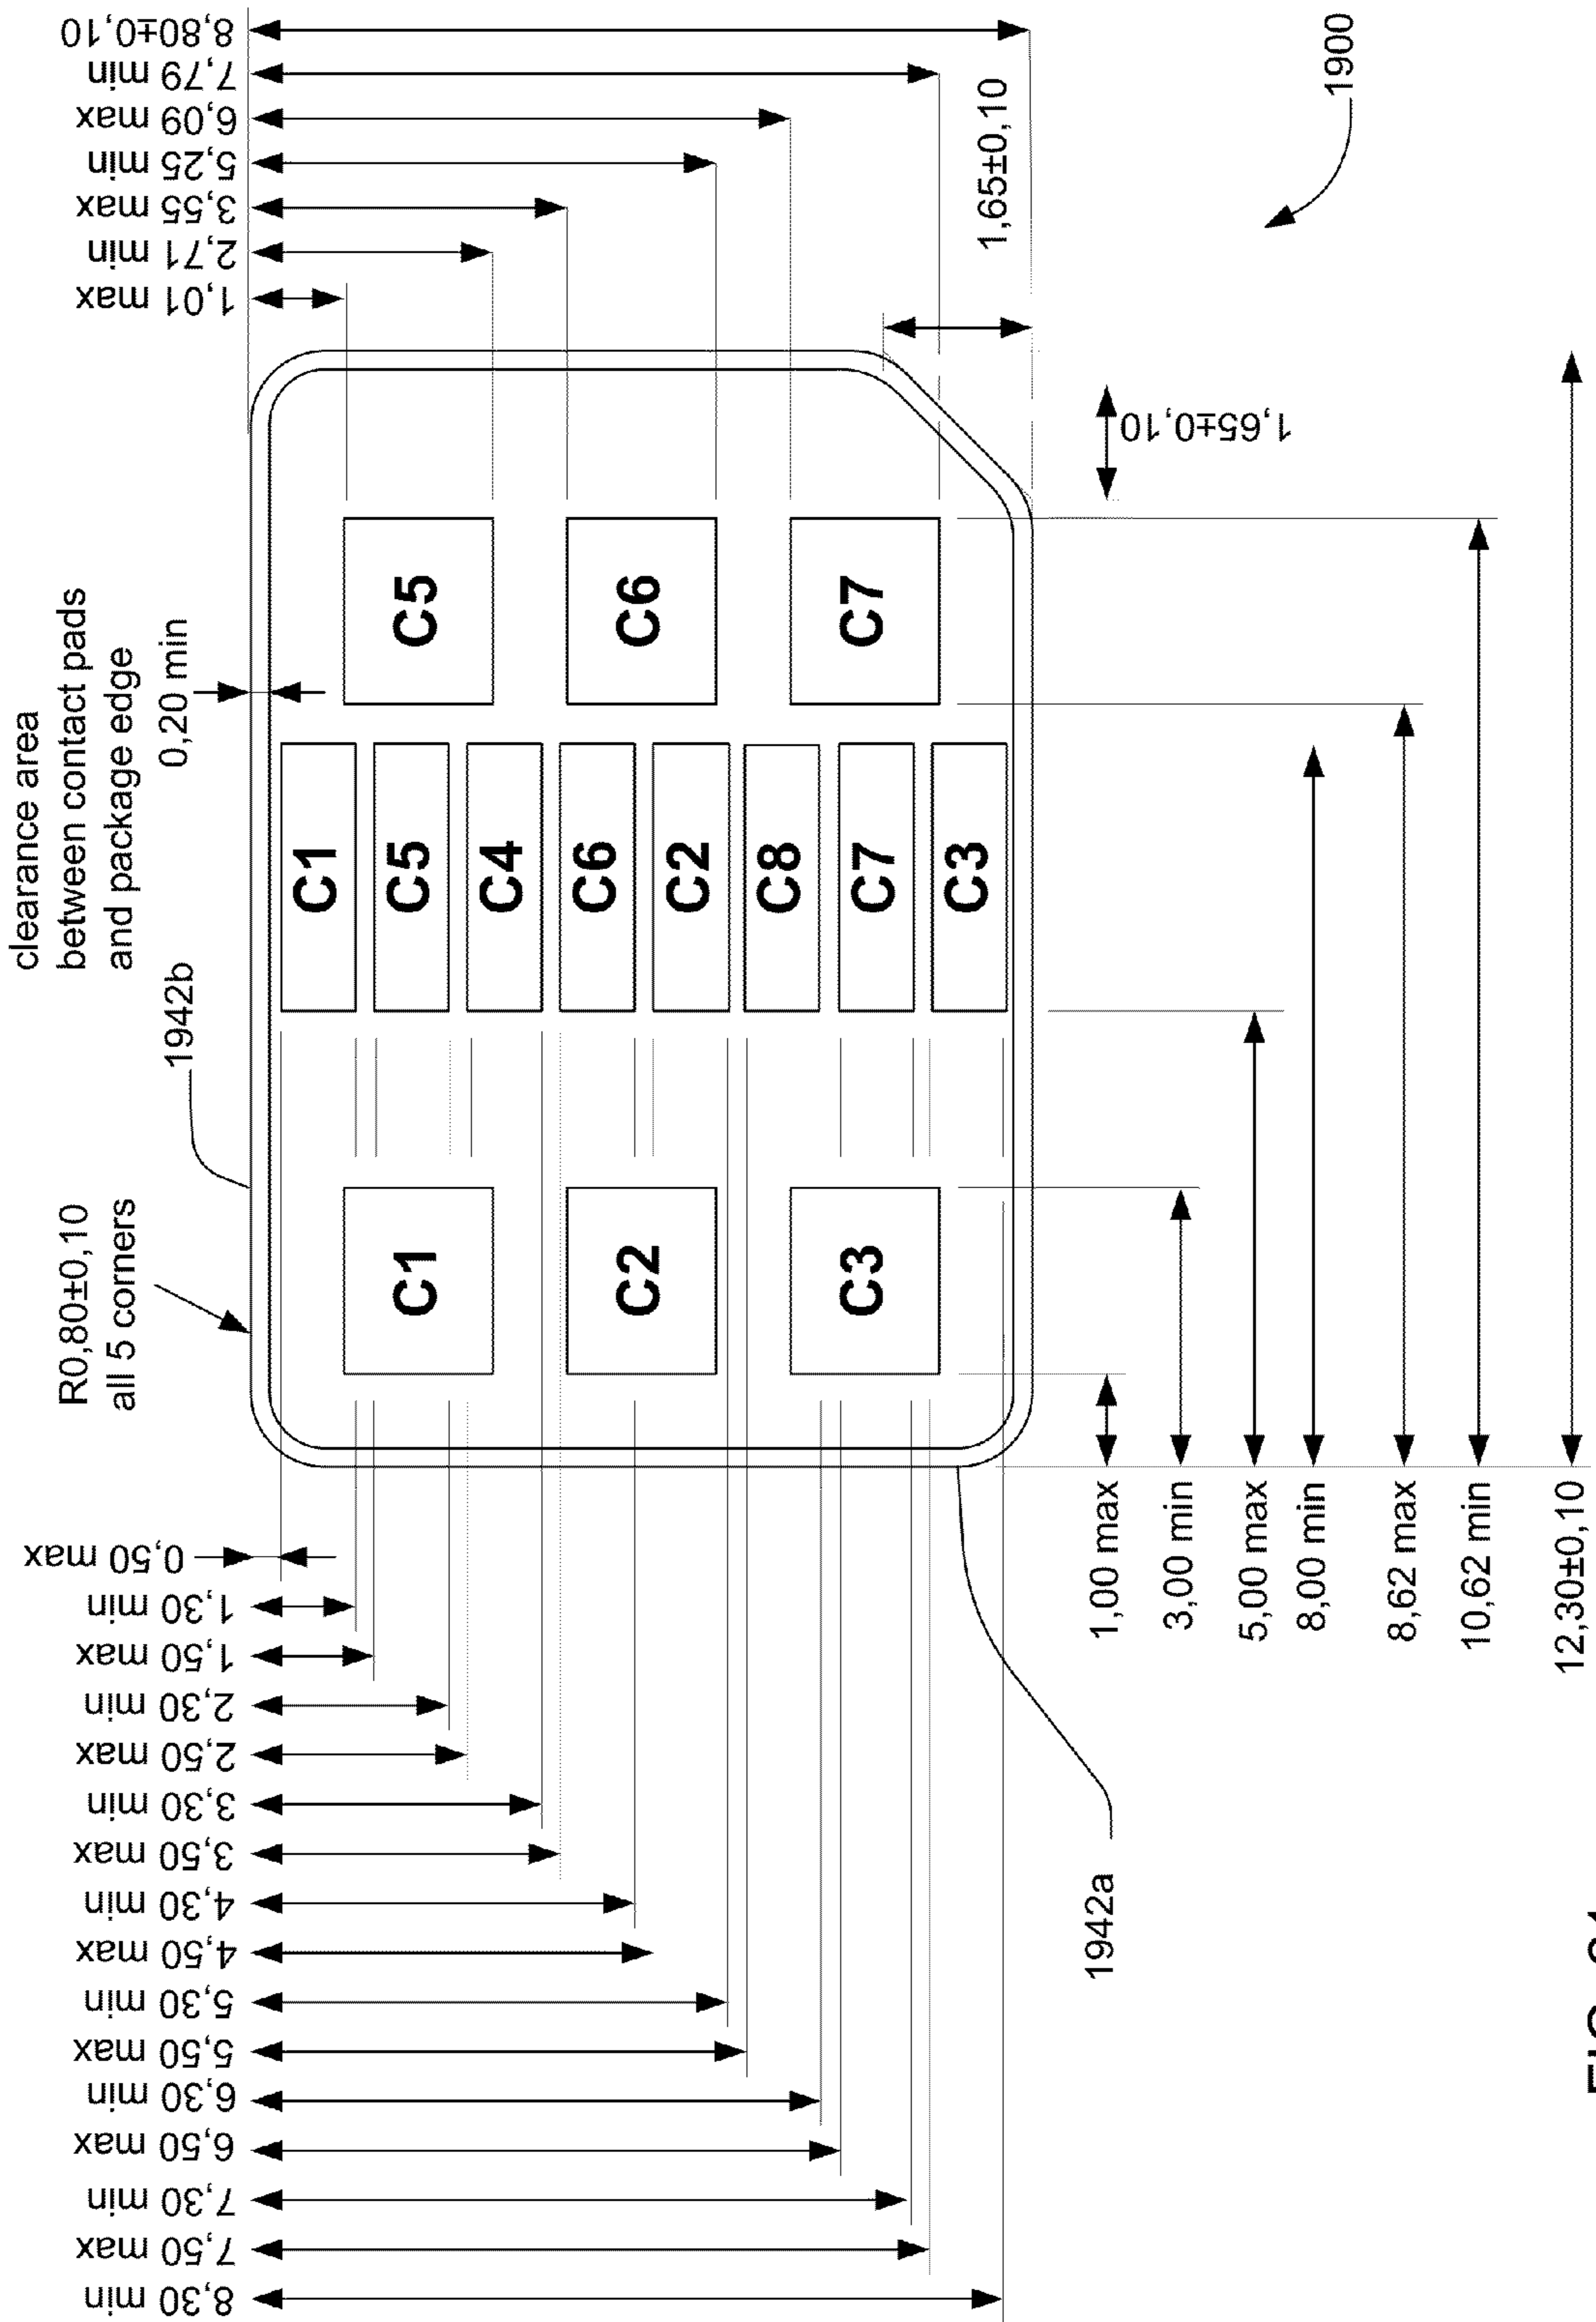 8,80±0,10
7,79 min
6,09 max
5,25 min
3,55 max
2,71 min
1,01 max
1,65±0,10
1900
1,65±0,10
clearance area
between contact pads
and package edge
0,20 min
1942b
R0,80±0,10
all 5 corners
C1
C2
C3
C1
C5
C4
C6
C2
C8
C7
C3
C5
C6
C7
0,50 max
1,30 min
1,50 max
2,30 min
2,50 max
3,30 min
3,50 max
4,30 min
4,50 max
5,30 min
5,50 max
6,30 min
6,50 max
7,30 min
7,50 max
8,30 min
1,00 max
3,00 min
5,00 max
8,00 min
8,62 max
10,62 min
12,30±0,10
1942a